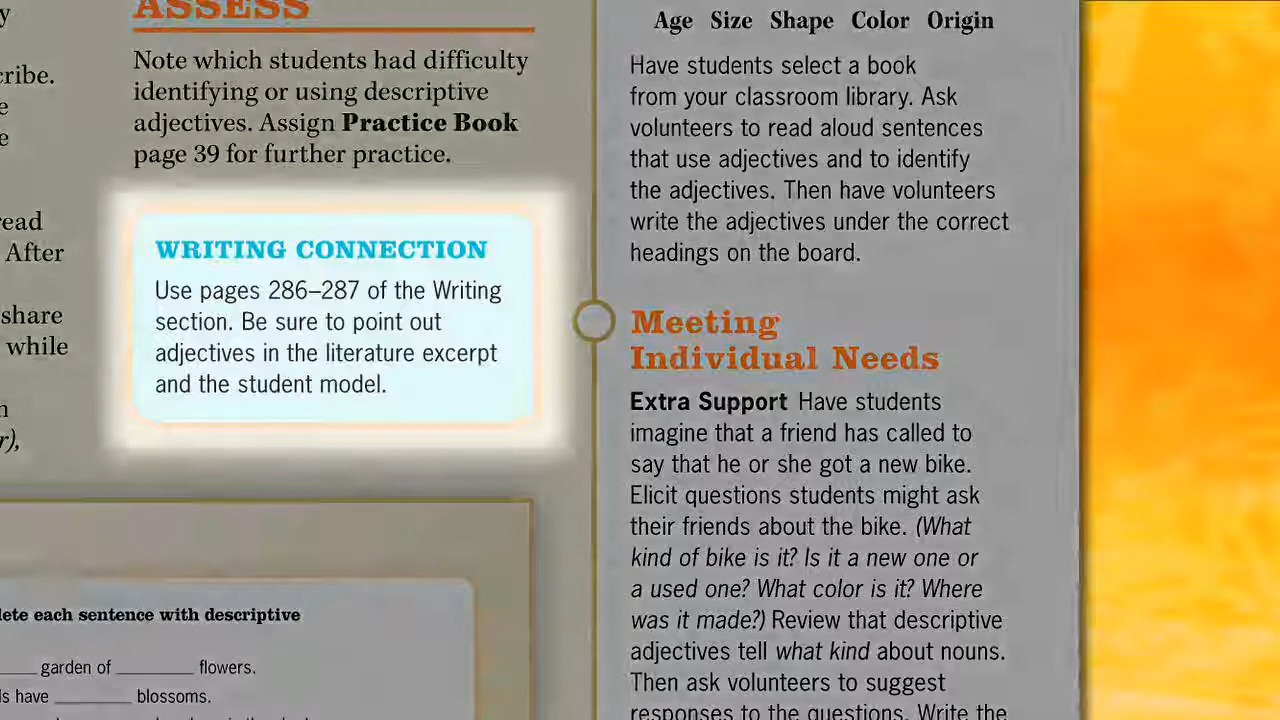 y
cribe.
e
e
read
After
share
while
n
r),
ASSESS
Note which students had difficulty
identifying or using descriptive
adjectives. Assign Practice Book
page 39 for further practice.
WRITING CONNECTION
Use pages 286–287 of the Writing
section. Be sure to point out
adjectives in the literature excerpt
and the student model.
lete each sentence with descriptive
____ garden of ________ flowers.
ls have ________ blossoms.
Age Size Shape Color Origin
Have students select a book
from your classroom library. Ask
volunteers to read aloud sentences
that use adjectives and to identify
the adjectives. Then have volunteers
write the adjectives under the correct
headings on the board.
Meeting
Individual Needs
Extra Support Have students
imagine that a friend has called to
say that he or she got a new bike.
Elicit questions students might ask
their friends about the bike. (What
kind of bike is it? Is it a new one or
a used one? What color is it? Where
was it made?) Review that descriptive
adjectives tell what kind about nouns.
Then ask volunteers to suggest
responses to the questions. Write the